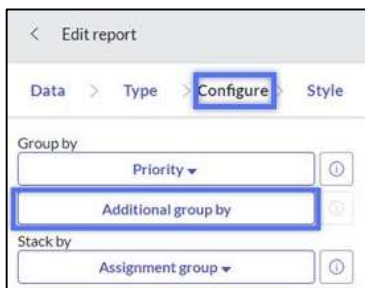 Edit report
Data > Type > Configure > Style
Group by
Priority
Additional group by
Stack by
Assignment group